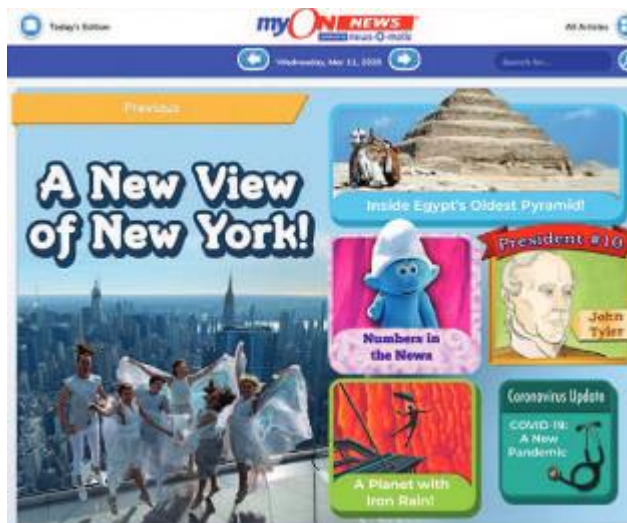 Today's Edition
myON NEWS
news-O-matic
All Articles
Wednesday, Mar 11, 2020
Search for...
Previous
A New View
of New York!
Inside Egypt's Oldest Pyramid!
Numbers in
the News
President #10
John
Tyler
A Planet with
Iron Rain!
Coronavirus Update
COVID-19:
A New
Pandemic